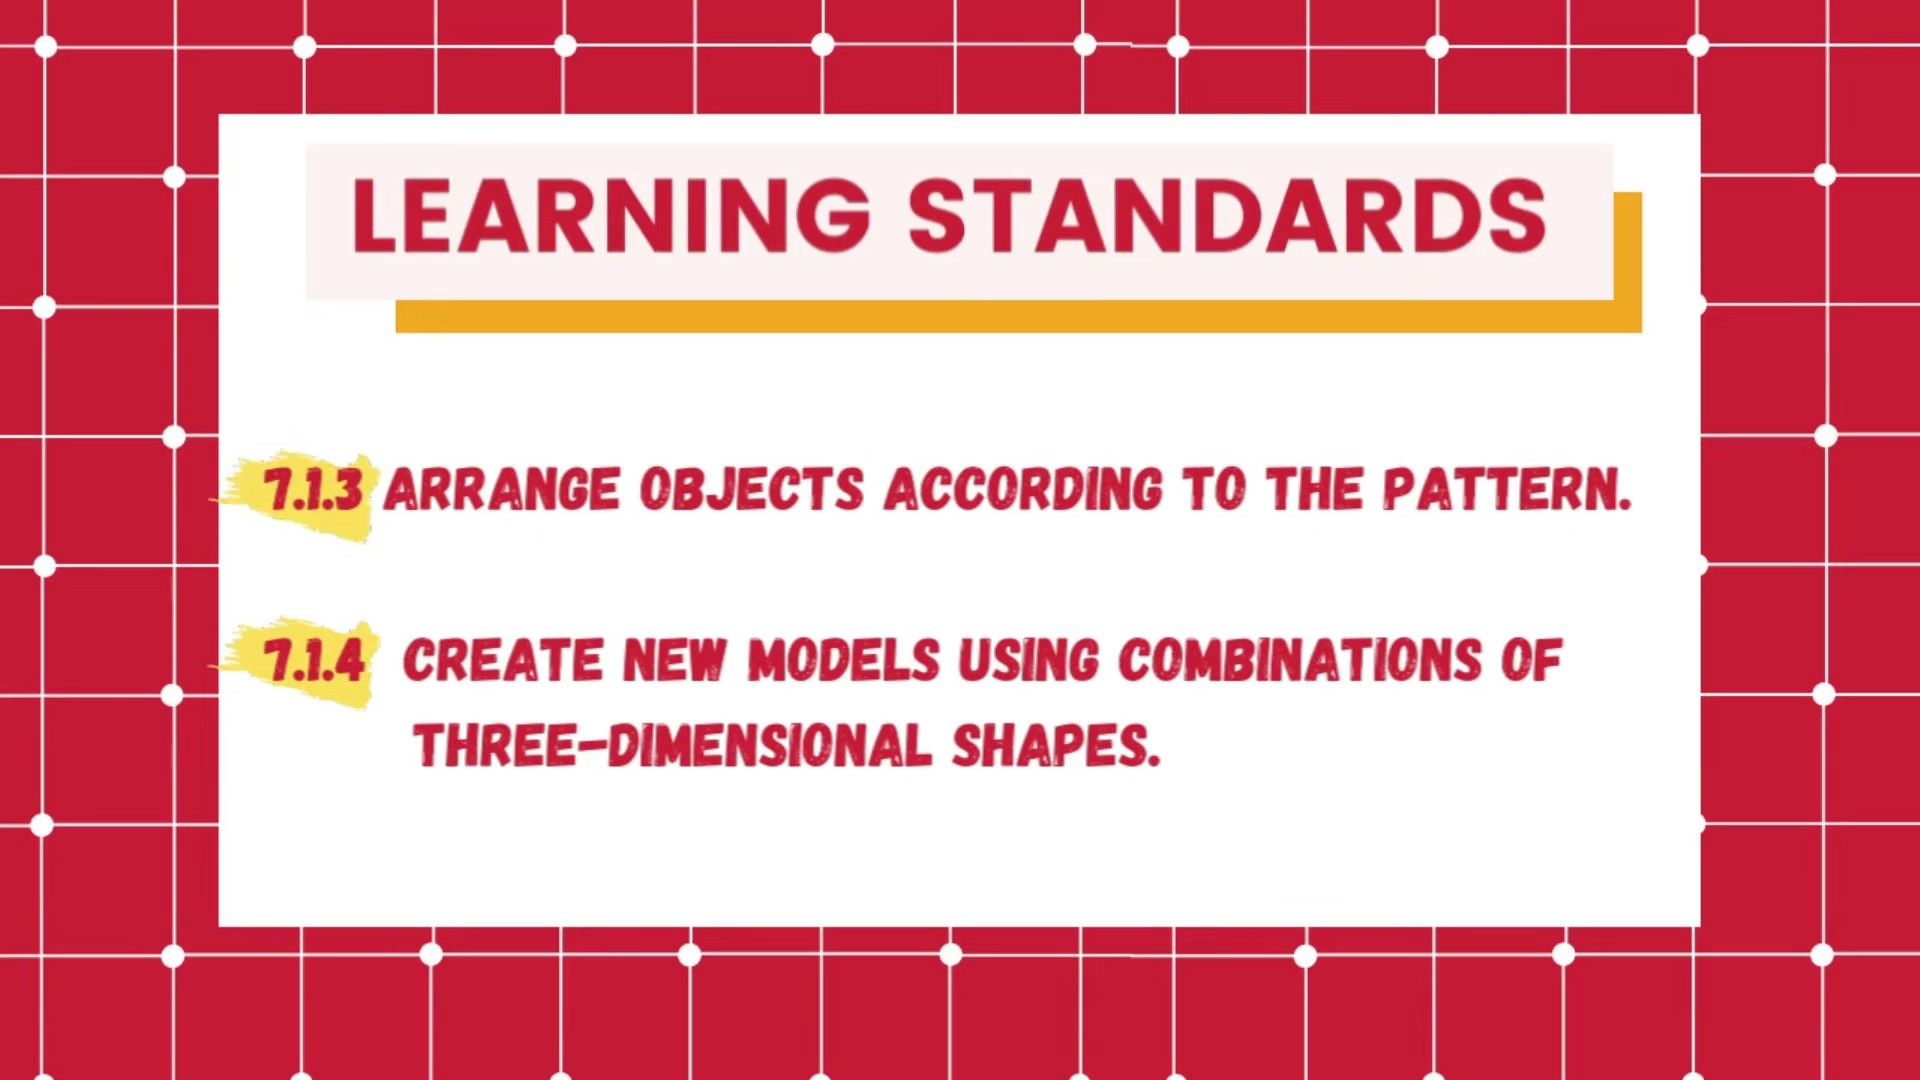 LEARNING STANDARDS
7.1.3 ARRANGE OBJECTS ACCORDING TO THE PATTERN.
7.1.4 CREATE NEW MODELS USING COMBINATIONS OF
THREE-DIMENSIONAL SHAPES.